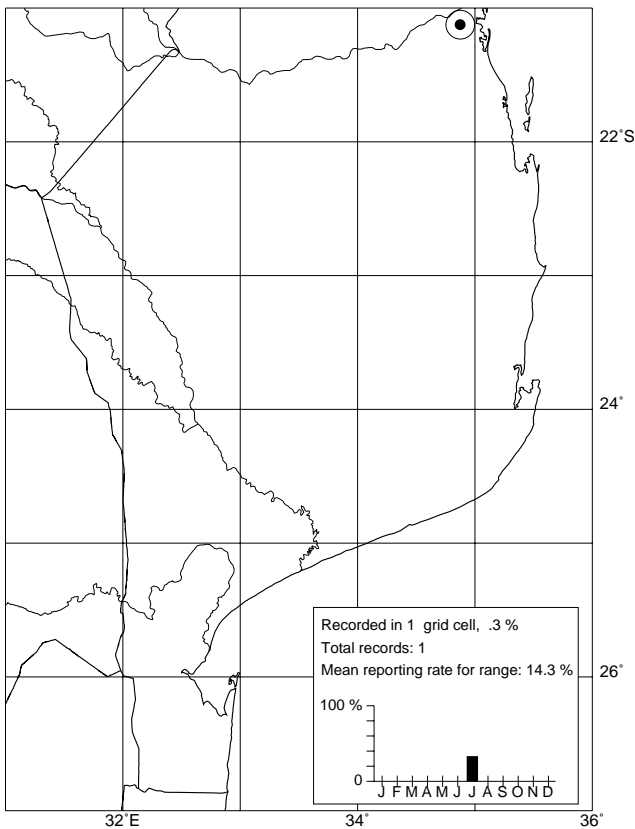 22°S
24°
Recorded in 1 grid cell, .3 %
Total records: 1
Mean reporting rate for range: 14.3 %
26°
100 %
0
J F M A M J J A S O N D
32°E
34°
36°